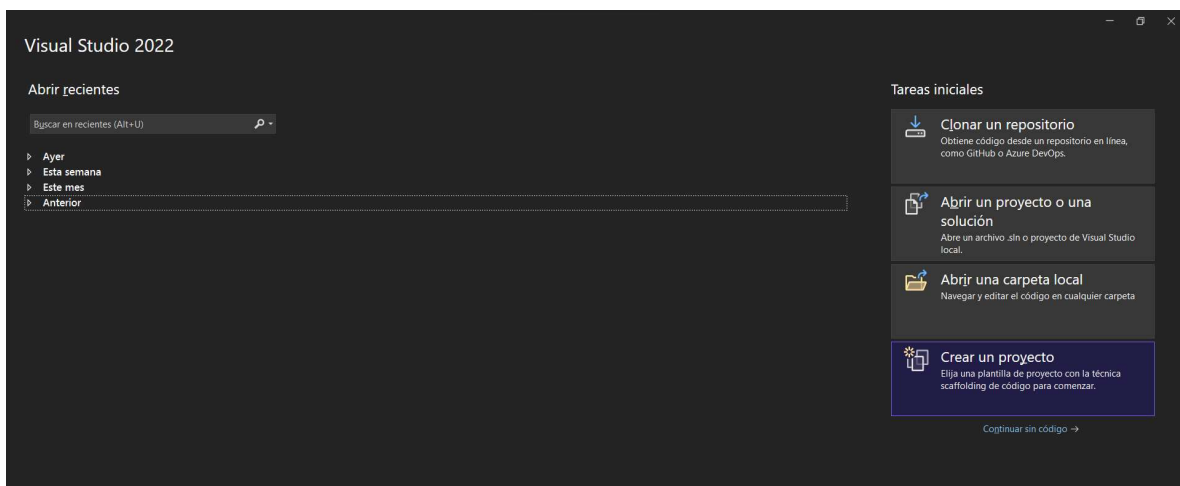 Visual Studio 2022
Abrir recientes
Buscar en recientes (Alt+U)
Ayer
Esta semana
Este mes
Anterior
Tareas iniciales
Clonar un repositorio
Obtiene código desde un repositorio en línea,
como GitHub o Azure DevOps.
Abrir un proyecto o una
solución
Abre un archivo .sln o proyecto de Visual Studio
local.
Abrir una carpeta local
Navegar y editar el código en cualquier carpeta
Crear un proyecto
Elija una plantilla de proyecto con la técnica
scaffolding de código para comenzar.
Continuar sin código →